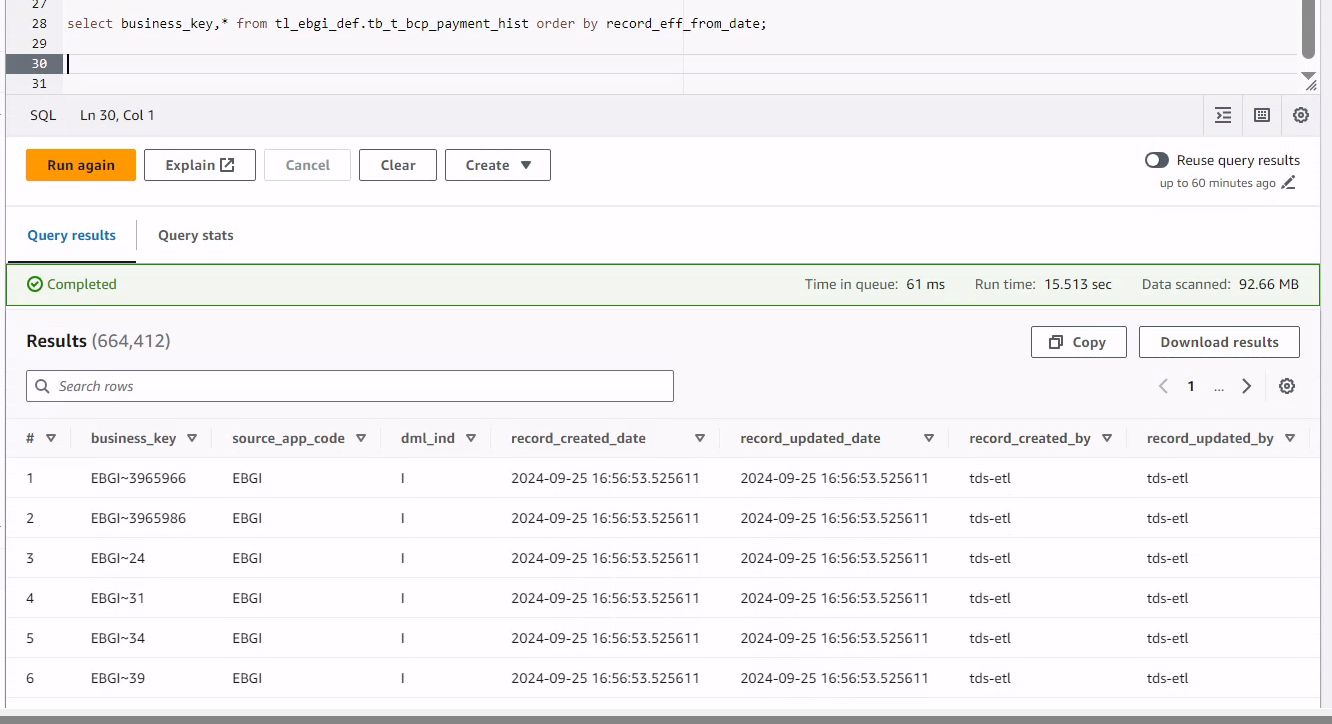 27
28 select business_key,* from tl_ebgi_def.tb_t_bcp_payment_hist order by record_eff_from_date;
29
30
31
SQL Ln 30, Col 1
Run again Explain Cancel Clear Create Reuse query results
up to 60 minutes ago
Query results Query stats
Completed Time in queue: 61 ms Run time: 15.513 sec Data scanned: 92.66 MB
Results (664,412) Copy Download results
Search rows 1 ...
# business_key source_app_code dml_ind record_created_date record_updated_date record_created_by record_updated_by
1 EBGI~3965966 EBGI I 2024-09-25 16:56:53.525611 2024-09-25 16:56:53.525611 tds-etl tds-etl
2 EBGI~3965986 EBGI I 2024-09-25 16:56:53.525611 2024-09-25 16:56:53.525611 tds-etl tds-etl
3 EBGI~24 EBGI I 2024-09-25 16:56:53.525611 2024-09-25 16:56:53.525611 tds-etl tds-etl
4 EBGI~31 EBGI I 2024-09-25 16:56:53.525611 2024-09-25 16:56:53.525611 tds-etl tds-etl
5 EBGI~34 EBGI I 2024-09-25 16:56:53.525611 2024-09-25 16:56:53.525611 tds-etl tds-etl
6 EBGI~39 EBGI I 2024-09-25 16:56:53.525611 2024-09-25 16:56:53.525611 tds-etl tds-etl